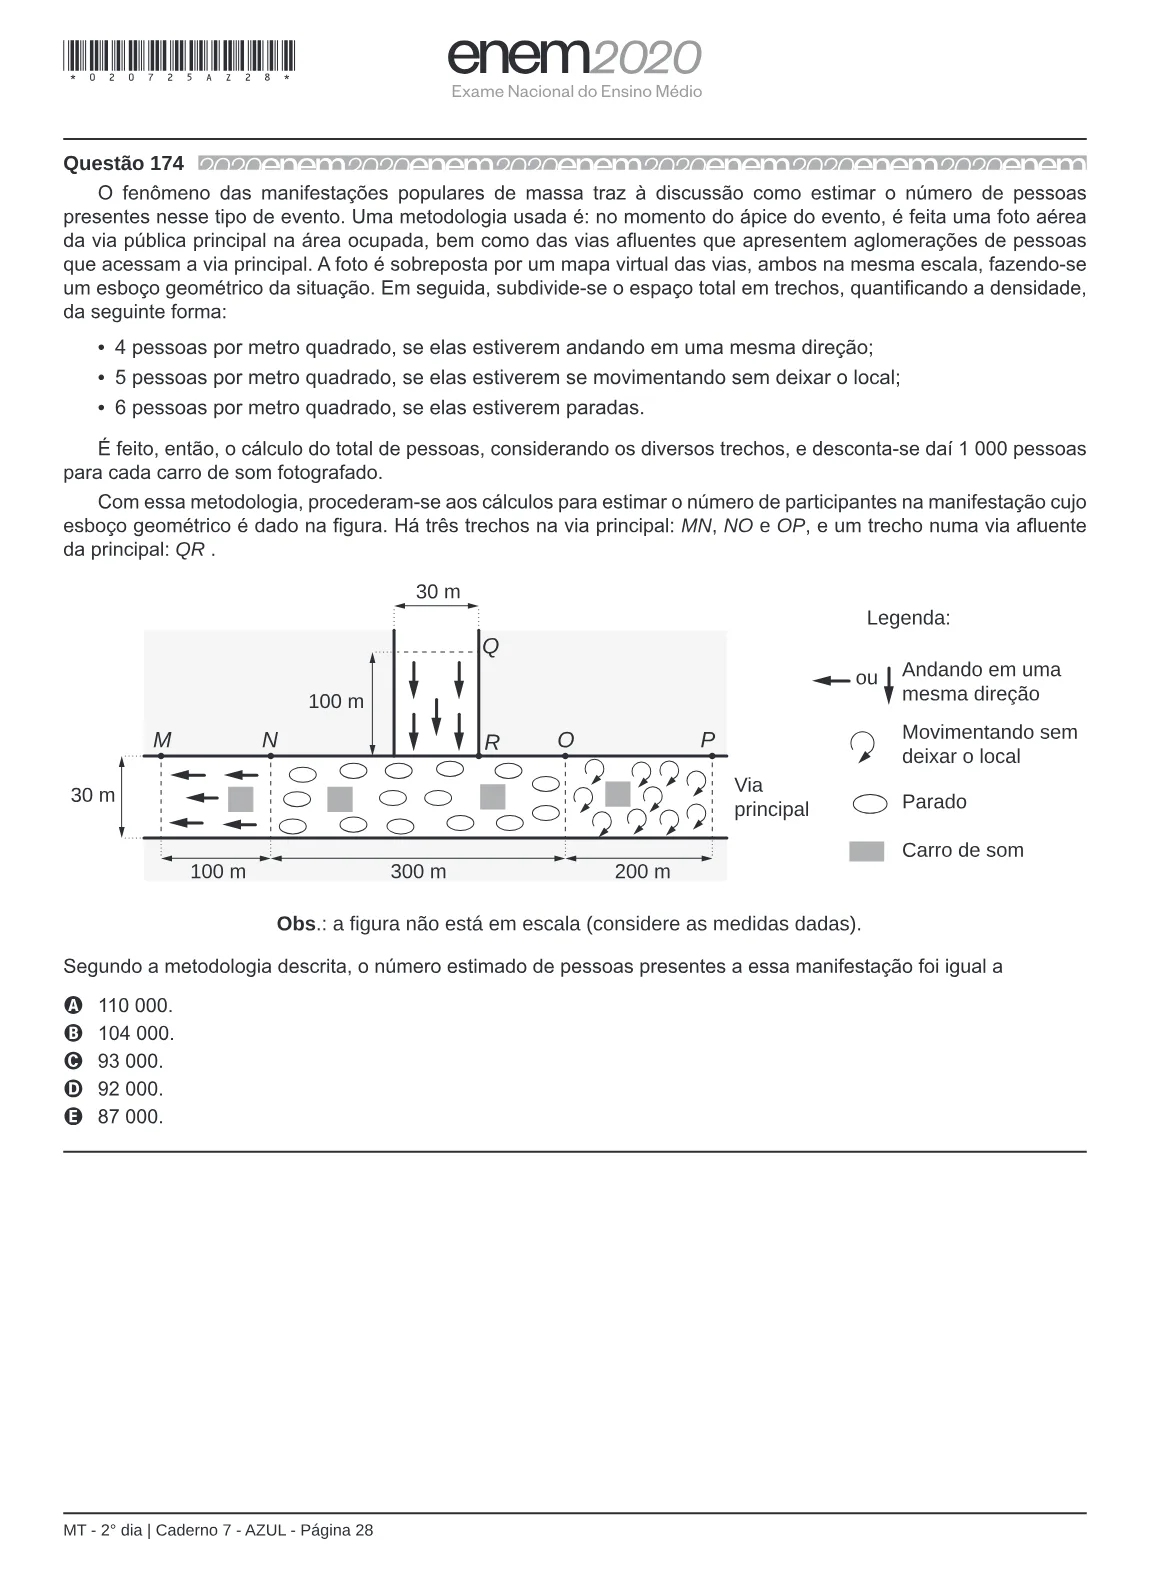 *020725AZ28*
enem2020
Exame Nacional do Ensino Médio
Questão 174 2020enem2020enem2020enem2020enem2020enem2020enem
O fenômeno das manifestações populares de massa traz à discussão como estimar o número de pessoas
presentes nesse tipo de evento. Uma metodologia usada é: no momento do ápice do evento, é feita uma foto aérea
da via pública principal na área ocupada, bem como das vias afluentes que apresentem aglomerações de pessoas
que acessam a via principal. A foto é sobreposta por um mapa virtual das vias, ambos na mesma escala, fazendo-se
um esboço geométrico da situação. Em seguida, subdivide-se o espaço total em trechos, quantificando a densidade,
da seguinte forma:
• 4 pessoas por metro quadrado, se elas estiverem andando em uma mesma direção;
• 5 pessoas por metro quadrado, se elas estiverem se movimentando sem deixar o local;
• 6 pessoas por metro quadrado, se elas estiverem paradas.
É feito, então, o cálculo do total de pessoas, considerando os diversos trechos, e desconta-se daí 1 000 pessoas
para cada carro de som fotografado.
Com essa metodologia, procederam-se aos cálculos para estimar o número de participantes na manifestação cujo
esboço geométrico é dado na figura. Há três trechos na via principal: MN, NO e OP, e um trecho numa via afluente
da principal: QR .
30 m
Q
100 m
M N R O P
30 m
100 m 300 m 200 m
Via
principal
Legenda:
ou Andando em uma
mesma direção
Movimentando sem
deixar o local
Parado
Carro de som
Obs.: a figura não está em escala (considere as medidas dadas).
Segundo a metodologia descrita, o número estimado de pessoas presentes a essa manifestação foi igual a
A 110 000.
B 104 000.
C 93 000.
D 92 000.
E 87 000.
MT - 2° dia | Caderno 7 - AZUL - Página 28